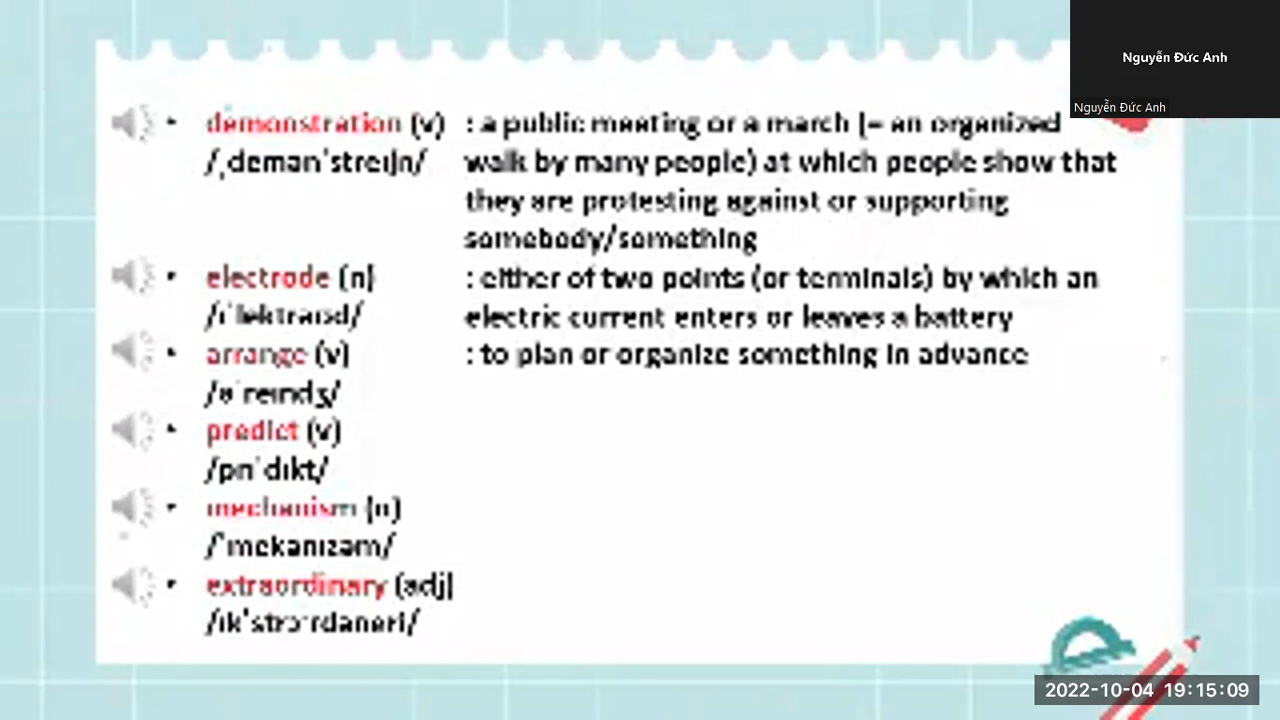 Nguyễn Đức Anh
Nguyễn Đức Anh
demonstration (v) : a public meeting or a march (= an organized
/ˌdemənˈstreɪʃn/ walk by many people) at which people show that
they are protesting against or supporting
somebody/something
electrode (n) : either of two points (or terminals) by which an
/ɪˈlektrəʊd/ electric current enters or leaves a battery
arrange (v) : to plan or organize something in advance
/əˈreɪndʒ/
predict (v)
/prɪˈdɪkt/
mechanism (n)
/ˈmekənɪzəm/
extraordinary (adj)
/ɪkˈstrɔːrdəneri/
2022-10-04 19:15:09